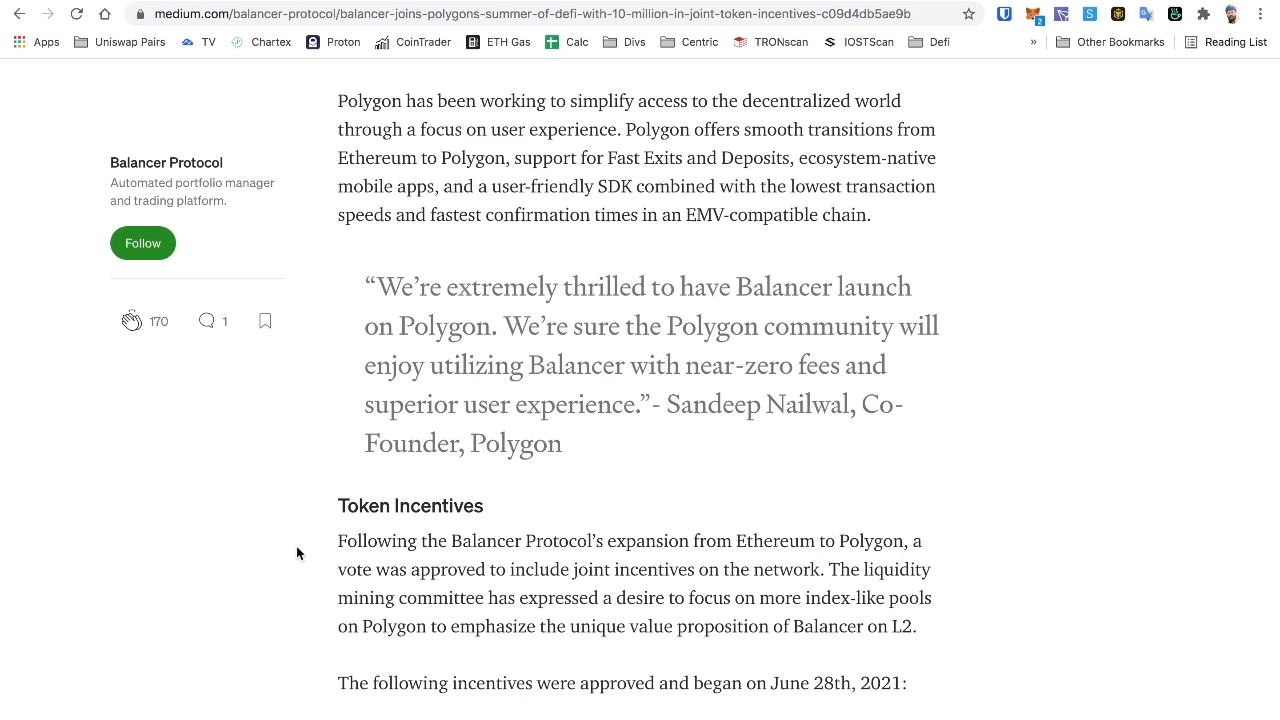 medium.com/balancer-protocol/balancer-joins-polygons-summer-of-defi-with-10-million-in-joint-token-incentives-c09d4db5ae9b
2
Apps Uniswap Pairs TV Chartex Proton CoinTrader ETH Gas Calc Divs Centric TRONscan IOSTScan Defi » Other Bookmarks Reading List
Polygon has been working to simplify access to the decentralized world
through a focus on user experience. Polygon offers smooth transitions from
Ethereum to Polygon, support for Fast Exits and Deposits, ecosystem-native
mobile apps, and a user-friendly SDK combined with the lowest transaction
speeds and fastest confirmation times in an EMV-compatible chain.
Balancer Protocol
Automated portfolio manager
and trading platform.
Follow
170 1
“We’re extremely thrilled to have Balancer launch
on Polygon. We’re sure the Polygon community will
enjoy utilizing Balancer with near-zero fees and
superior user experience.”- Sandeep Nailwal, Co-
Founder, Polygon
Token Incentives
Following the Balancer Protocol’s expansion from Ethereum to Polygon, a
vote was approved to include joint incentives on the network. The liquidity
mining committee has expressed a desire to focus on more index-like pools
on Polygon to emphasize the unique value proposition of Balancer on L2.
The following incentives were approved and began on June 28th, 2021: